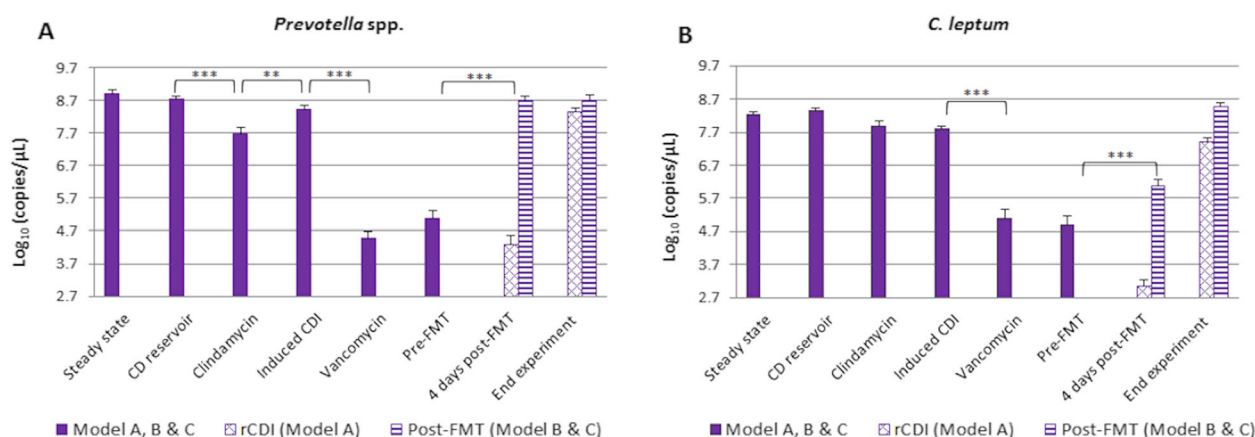 A
Prevotella spp.
Log10 (copies/µL)
9.7
8.7
7.7
6.7
5.7
4.7
3.7
2.7
***
**
***
***
Steady state
CD reservoir
Clindamycin
Induced CDI
Vancomycin
Pre-FMT
4 days post-FMT
End experiment
Model A, B & C
rCDI (Model A)
Post-FMT (Model B & C)
B
C. leptum
Log10 (copies/µL)
9.7
8.7
7.7
6.7
5.7
4.7
3.7
2.7
***
***
Steady state
CD reservoir
Clindamycin
Induced CDI
Vancomycin
Pre-FMT
4 days post-FMT
End experiment
Model A, B & C
rCDI (Model A)
Post-FMT (Model B & C)